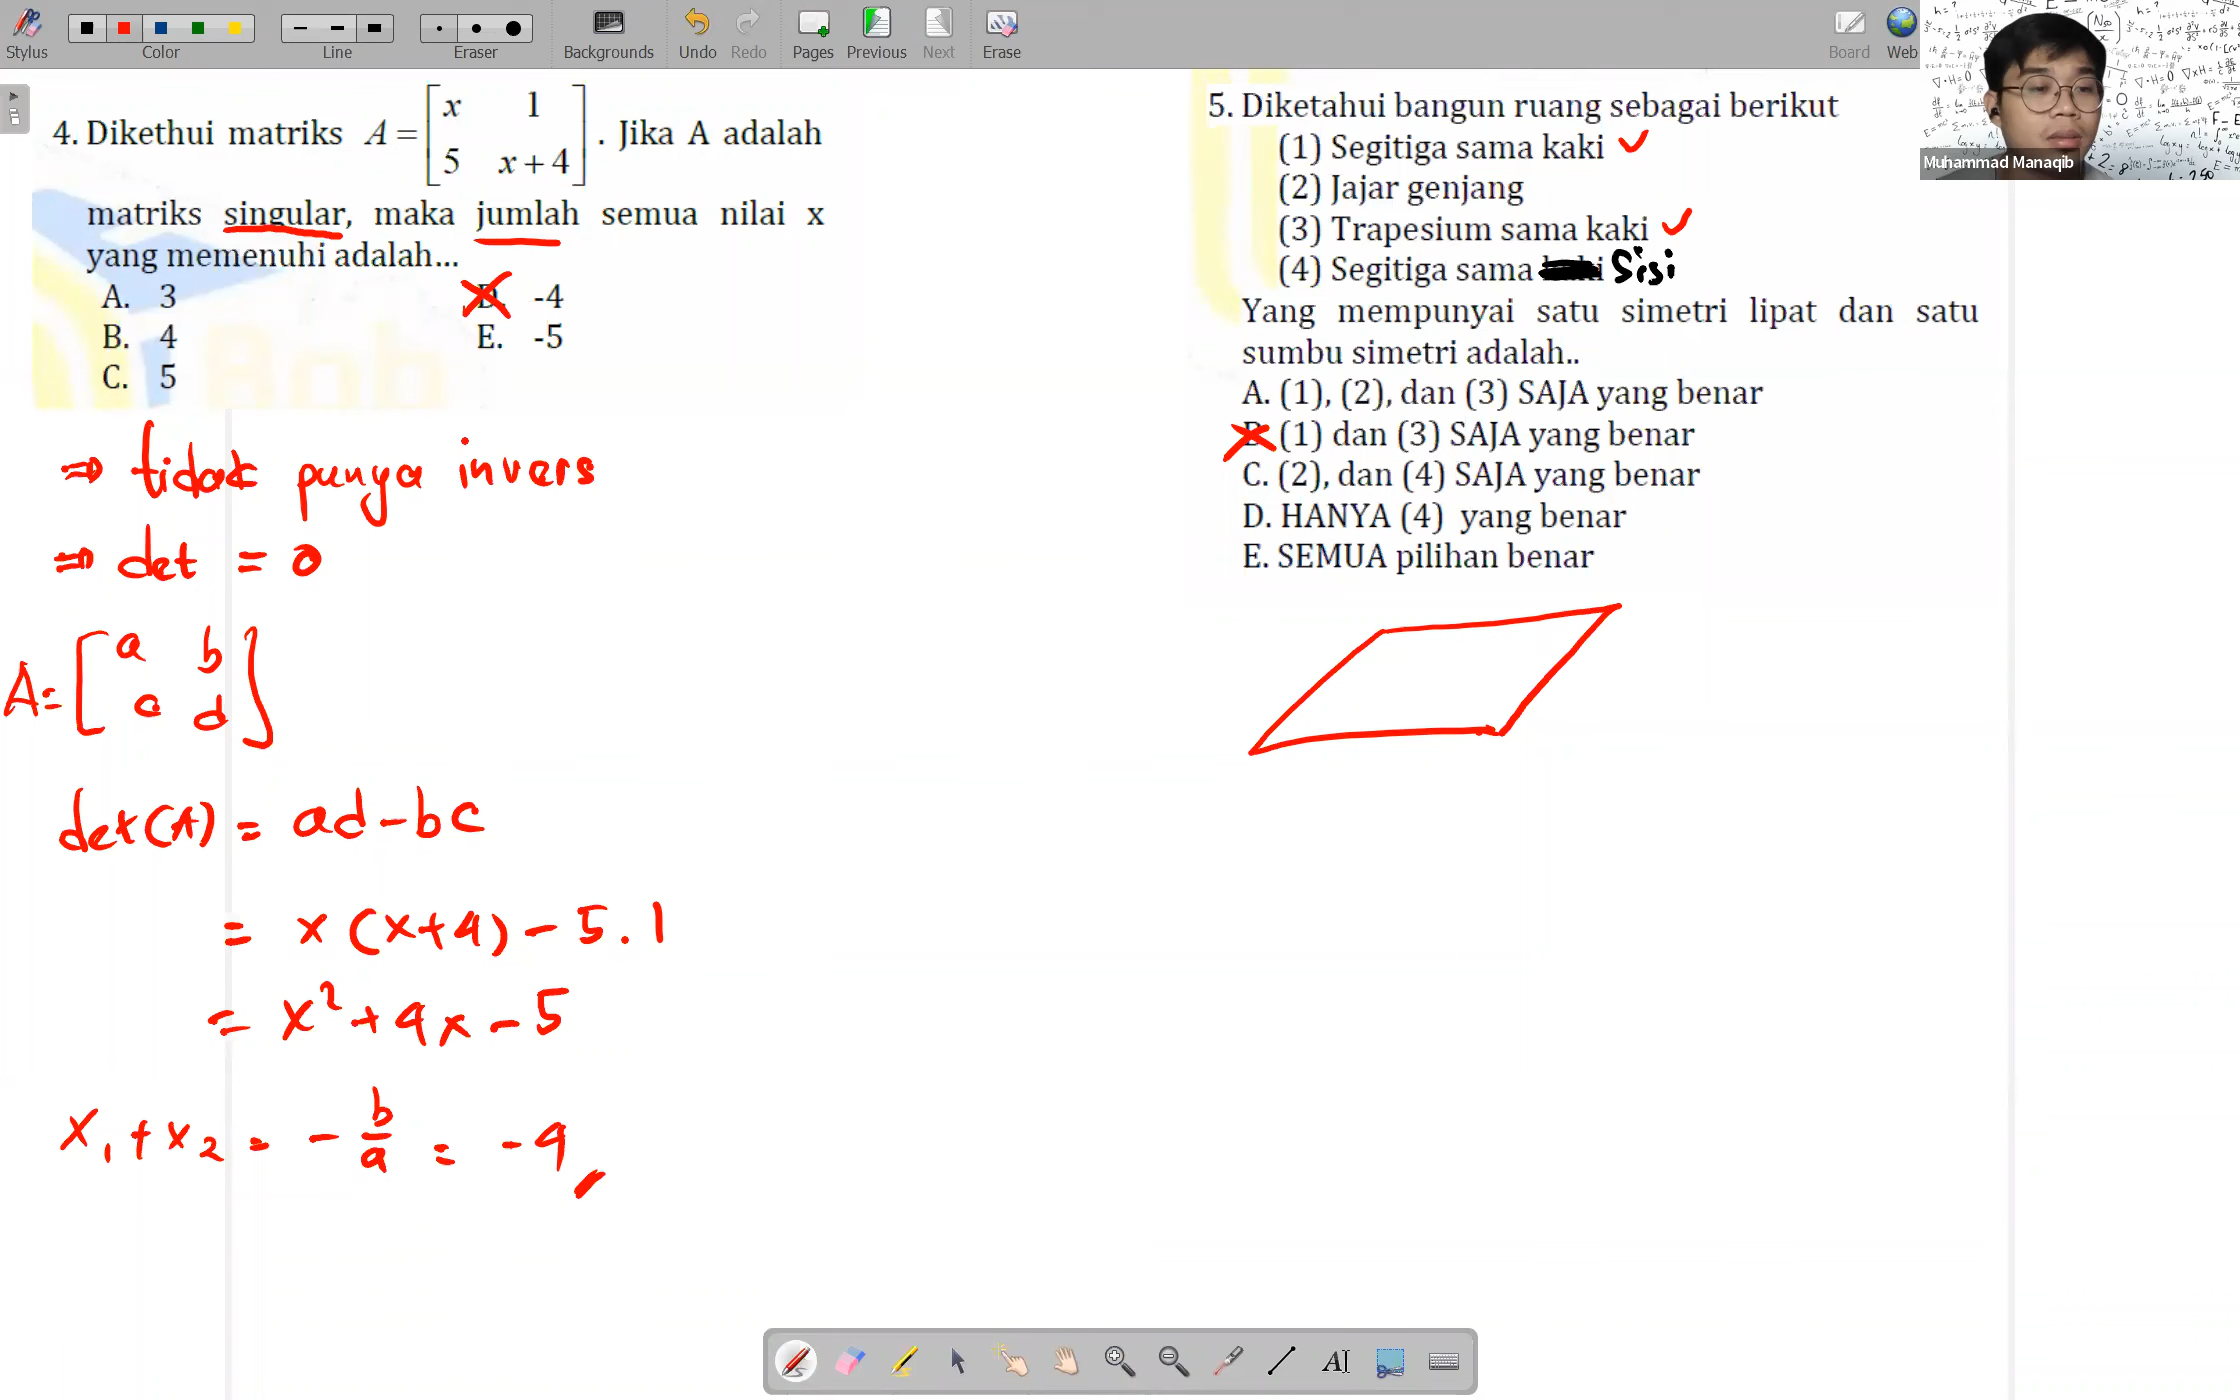 Stylus
Color
Line
Eraser
Backgrounds
Undo
Redo
Pages
Previous
Next
Erase
Board
Web
Muhammad Manaqib
4. Dikethui matriks A = [ x 1 5 x + 4 ] . Jika A adalah
matriks singular, maka jumlah semua nilai x
yang memenuhi adalah...
A. 3
D. -4
B. 4
E. -5
C. 5
⇒ tidak punya invers
⇒ det = 0
A = [ a b c d ]
det(A) = ad - bc
= x (x+4) - 5 . 1
= x² + 4x - 5
x₁ + x₂ = - b/a = -4
5. Diketahui bangun ruang sebagai berikut
(1) Segitiga sama kaki ✓
(2) Jajar genjang
(3) Trapesium sama kaki ✓
(4) Segitiga sama Sisi
Yang mempunyai satu simetri lipat dan satu
sumbu simetri adalah..
A. (1), (2), dan (3) SAJA yang benar
B. (1) dan (3) SAJA yang benar
C. (2), dan (4) SAJA yang benar
D. HANYA (4) yang benar
E. SEMUA pilihan benar